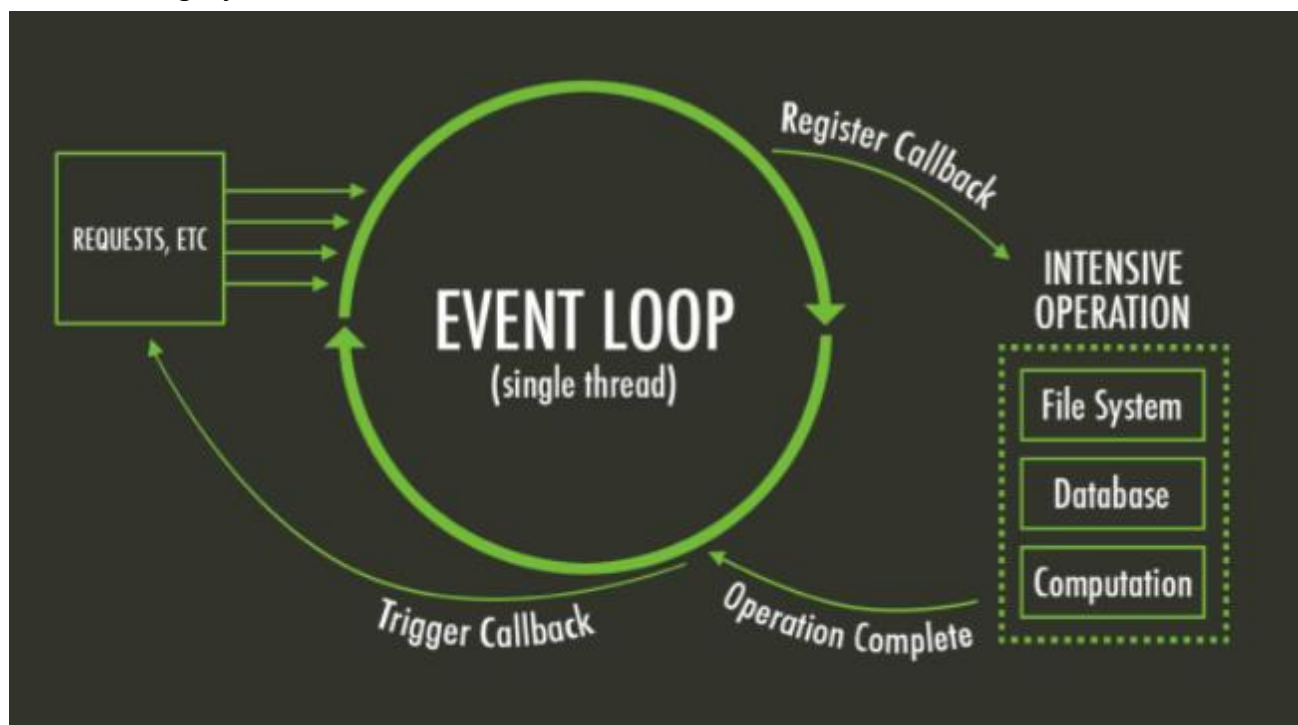 REQUESTS, ETC
EVENT LOOP
(single thread)
Register Callback
INTENSIVE
OPERATION
File System
Database
Computation
Operation Complete
Trigger Callback